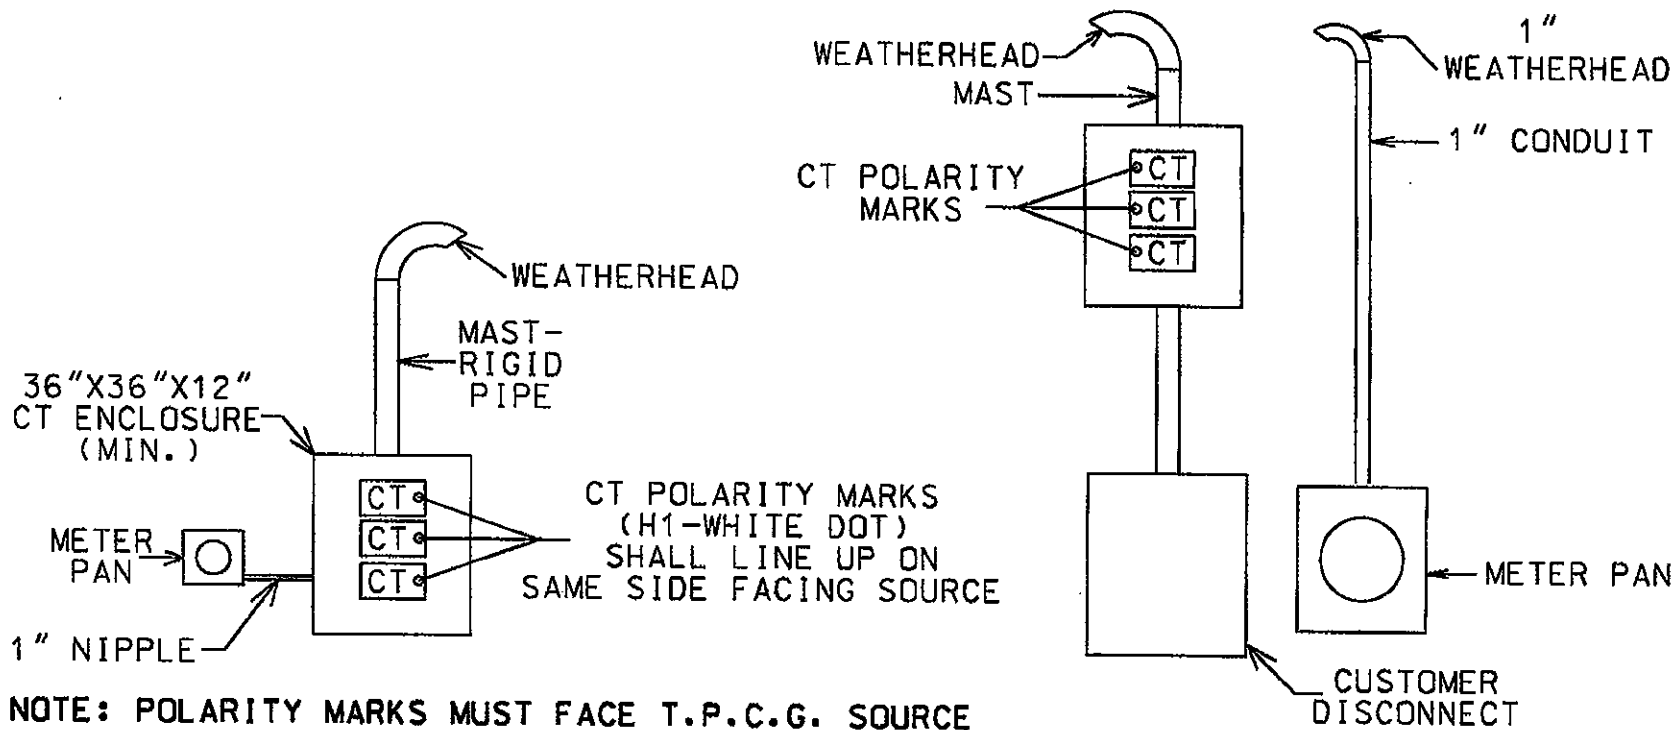 1"
WEATHERHEAD
WEATHERHEAD
MAST
1" CONDUIT
CT POLARITY
MARKS
CT
CT
CT
WEATHERHEAD
MAST-
RIGID
PIPE
36"X36"X12"
CT ENCLOSURE
(MIN.)
CT
CT
CT
CT POLARITY MARKS
(H1-WHITE DOT)
SHALL LINE UP ON
SAME SIDE FACING SOURCE
METER
PAN
METER PAN
1" NIPPLE
CUSTOMER
DISCONNECT
NOTE: POLARITY MARKS MUST FACE T.P.C.G. SOURCE